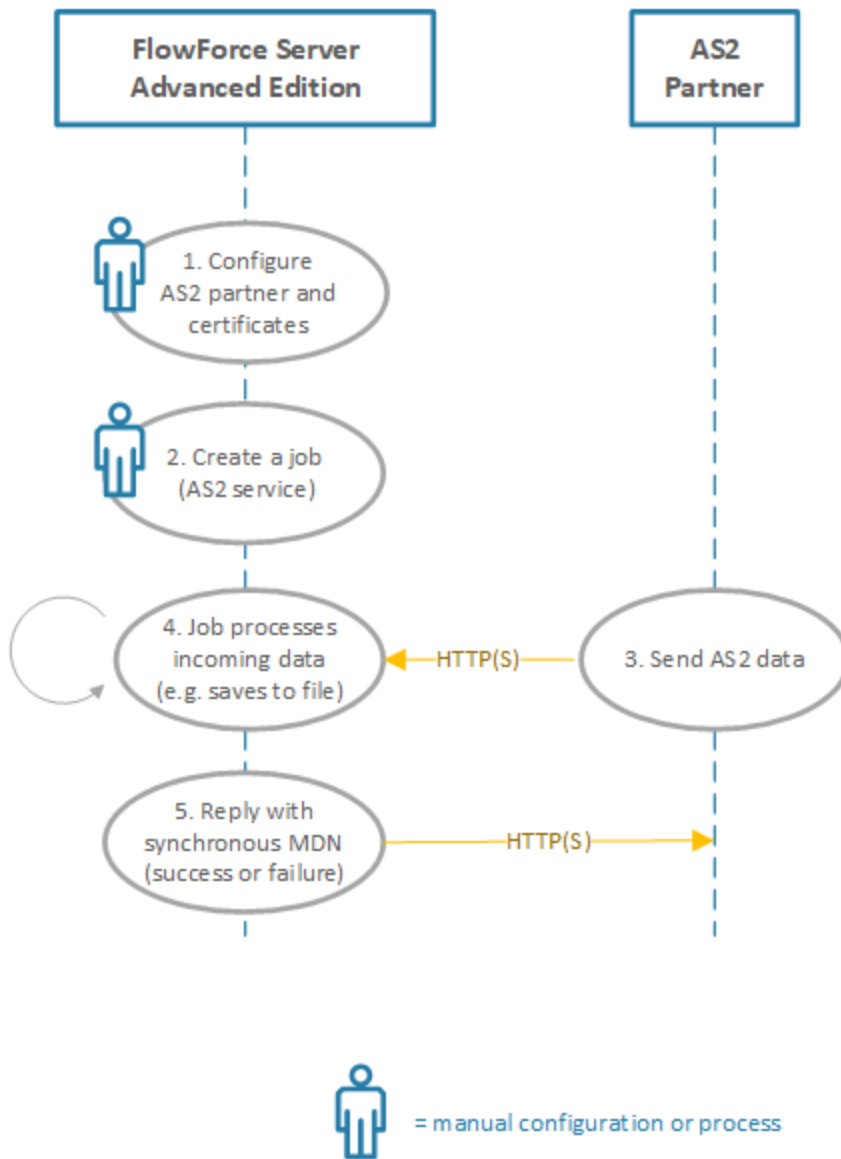 FlowForce Server
Advanced Edition
AS2
Partner
1. Configure
AS2 partner and
certificates
2. Create a job
(AS2 service)
4. Job processes
incoming data
(e.g. saves to file)
HTTP(S)
3. Send AS2 data
5. Reply with
synchronous MDN
(success or failure)
HTTP(S)
= manual configuration or process